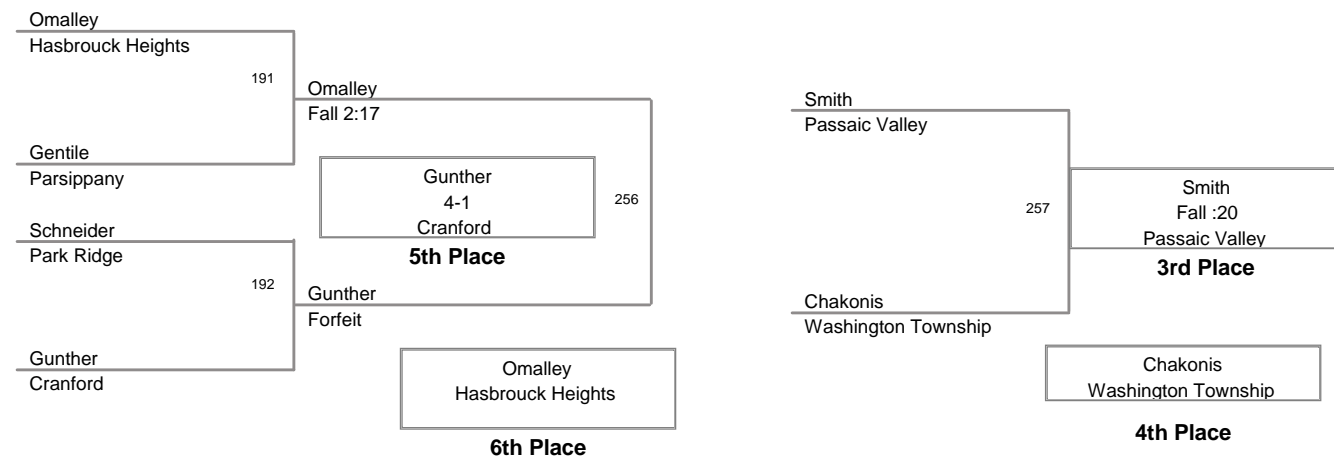 Omalley
Hasbrouck Heights
191
Omalley
Fall 2:17
Gentile
Parsippany
Gunther
4-1
Cranford
5th Place
256
Schneider
Park Ridge
192
Gunther
Forfeit
Gunther
Cranford
Omalley
Hasbrouck Heights
6th Place
Smith
Passaic Valley
257
Smith
Fall :20
Passaic Valley
3rd Place
Chakonis
Washington Township
Chakonis
Washington Township
4th Place